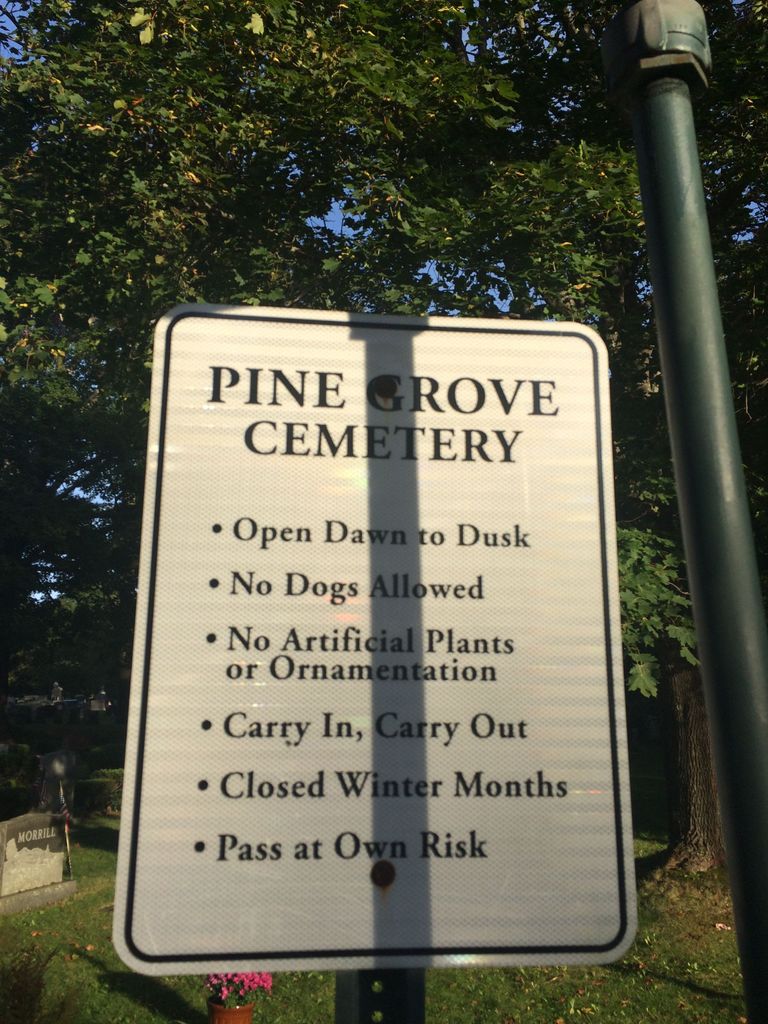 PINE GROVE
CEMETERY
• Open Dawn to Dusk
• No Dogs Allowed
• No Artificial Plants
or Ornamentation
• Carry In, Carry Out
• Closed Winter Months
• Pass at Own Risk
MORRILL